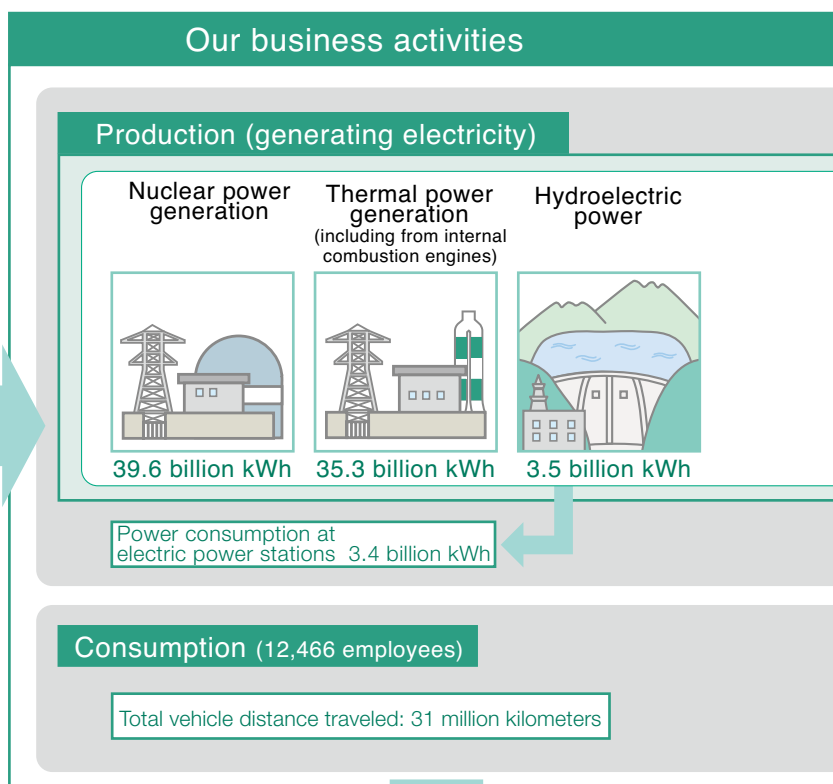 Our business activities
Production (generating electricity)
Nuclear power
generation
Thermal power
generation
(including from internal
combustion engines)
Hydroelectric
power
39.6 billion kWh
35.3 billion kWh
3.5 billion kWh
Power consumption at
electric power stations 3.4 billion kWh
Consumption (12,466 employees)
Total vehicle distance traveled: 31 million kilometers